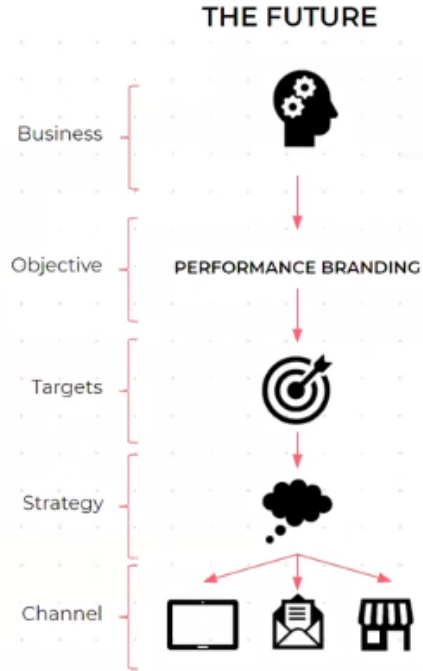 THE FUTURE
Business
Objective
PERFORMANCE BRANDING
Targets
Strategy
Channel